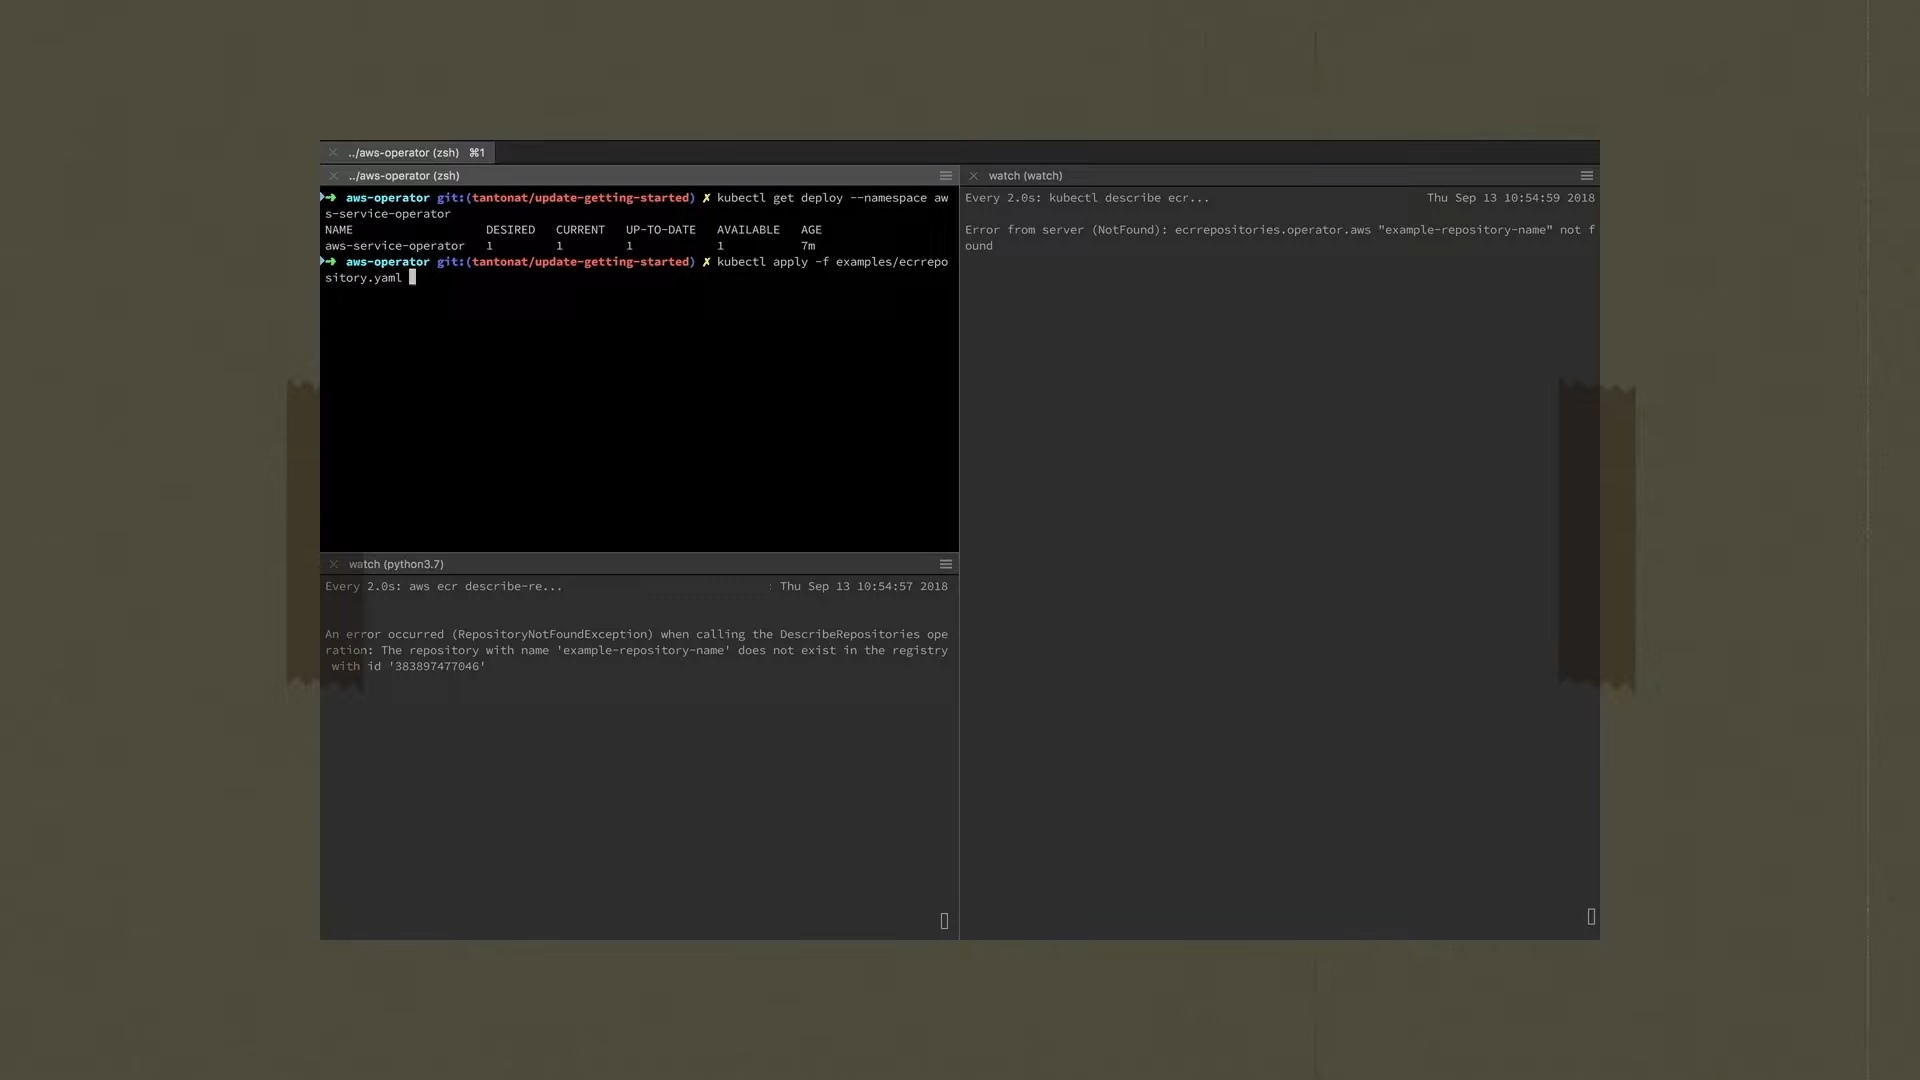 ../aws-operator (zsh) ⌘1
../aws-operator (zsh)
➜ aws-operator git:(tantonat/update-getting-started) ✗ kubectl get deploy --namespace aw
s-service-operator
NAME DESIRED CURRENT UP-TO-DATE AVAILABLE AGE
aws-service-operator 1 1 1 1 7m
➜ aws-operator git:(tantonat/update-getting-started) ✗ kubectl apply -f examples/ecrrepo
sitory.yaml
watch (python3.7)
Every 2.0s: aws ecr describe-re... : Thu Sep 13 10:54:57 2018
An error occurred (RepositoryNotFoundException) when calling the DescribeRepositories ope
ration: The repository with name 'example-repository-name' does not exist in the registry
with id '383897477046'
watch (watch)
Every 2.0s: kubectl describe ecr... Thu Sep 13 10:54:59 2018
Error from server (NotFound): ecrrepositories.operator.aws "example-repository-name" not f
ound